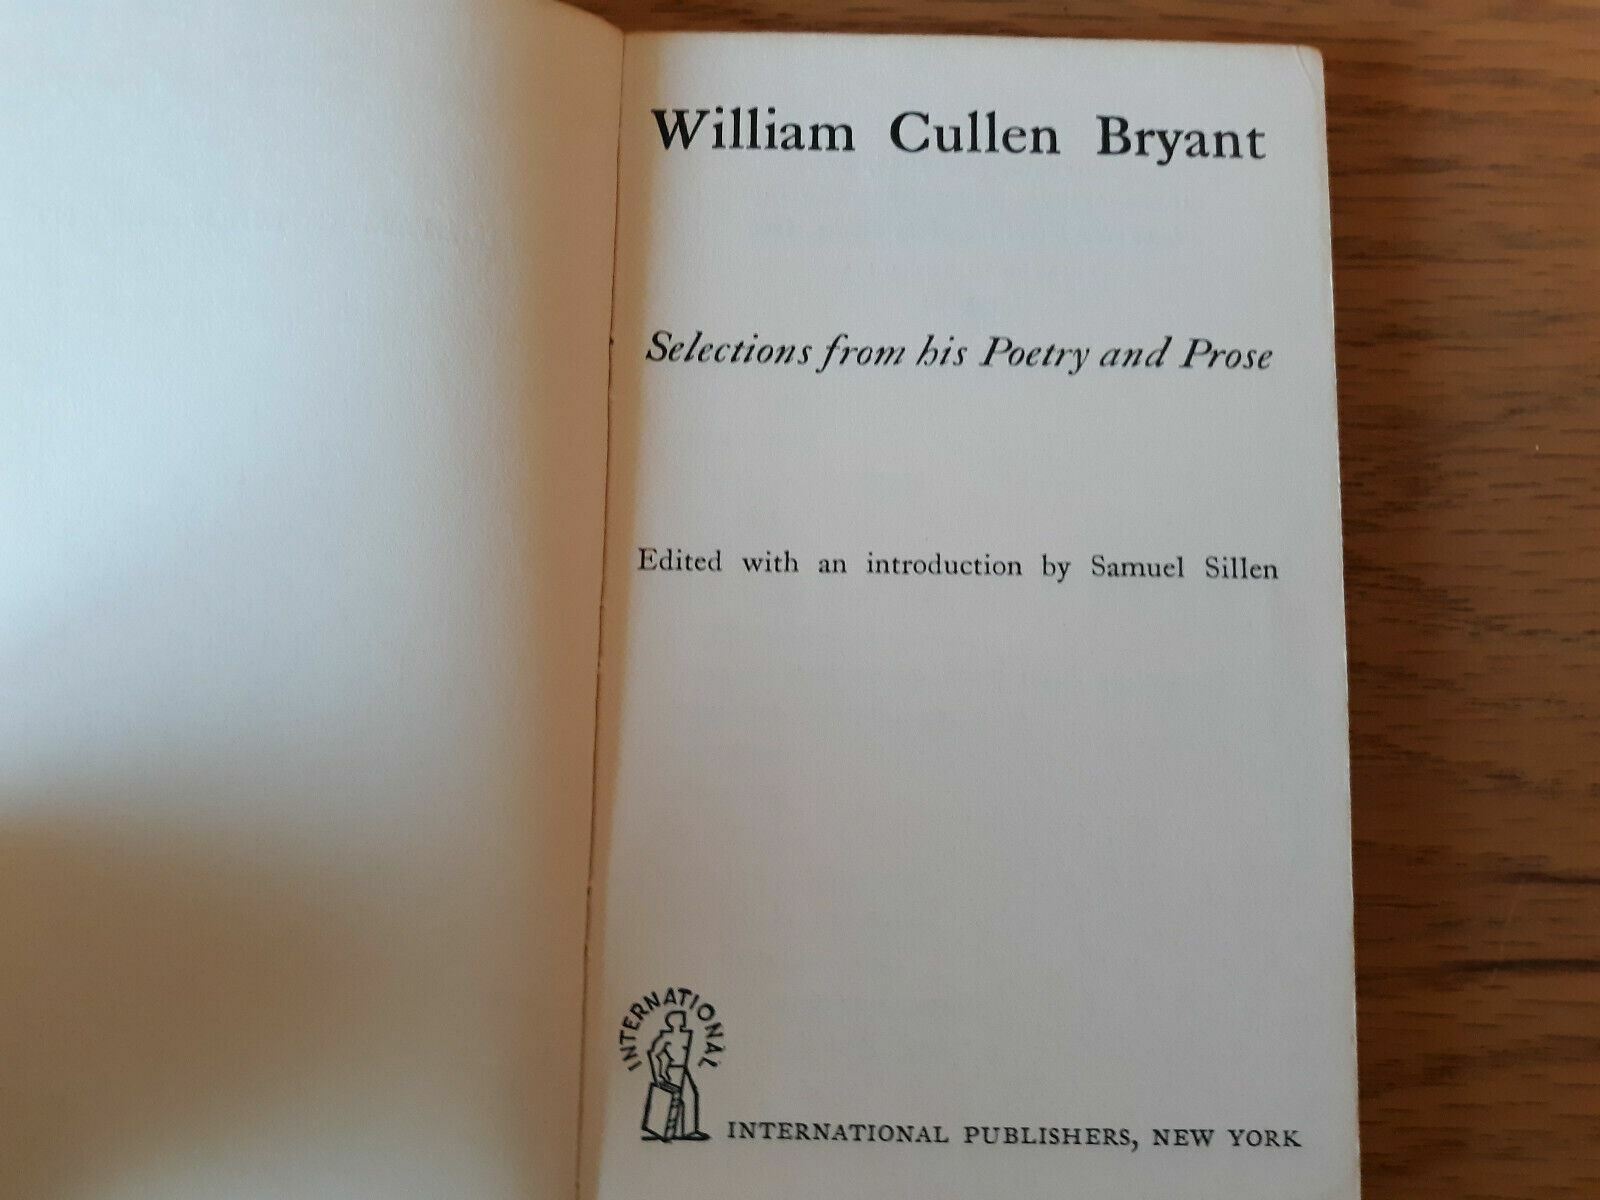 William Cullen Bryant
Selections from his Poetry and Prose
Edited with an introduction by Samuel Sillen
INTERNATIONAL
INTERNATIONAL PUBLISHERS, NEW YORK